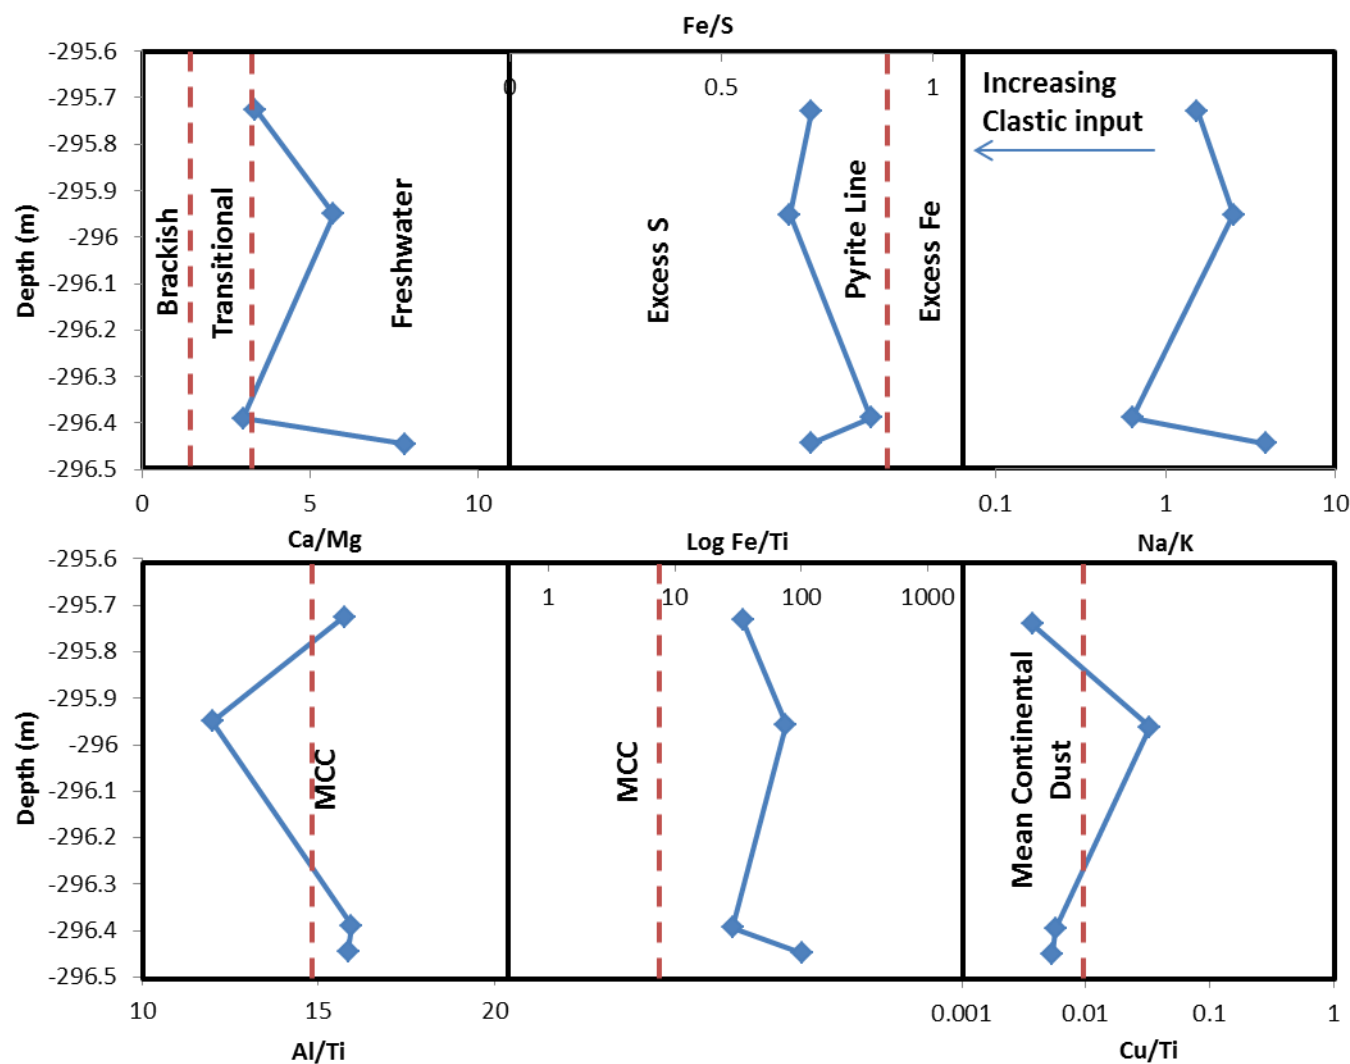 Fe/S
-295.6
-295.7
-295.8
-295.9
-296
-296.1
-296.2
-296.3
-296.4
-296.5
Depth (m)
Brackish
Transitional
Freshwater
0 5 10
Ca/Mg
0 0.5 1
Excess S
Pyrite Line
Excess Fe
Increasing
Clastic input
0.1 1 10
Na/K
Log Fe/Ti
-295.6
-295.7
-295.8
-295.9
-296
-296.1
-296.2
-296.3
-296.4
-296.5
Depth (m)
MCC
10 15 20
Al/Ti
1 10 100 1000
MCC
Mean Continental
Dust
0.001 0.01 0.1 1
Cu/Ti